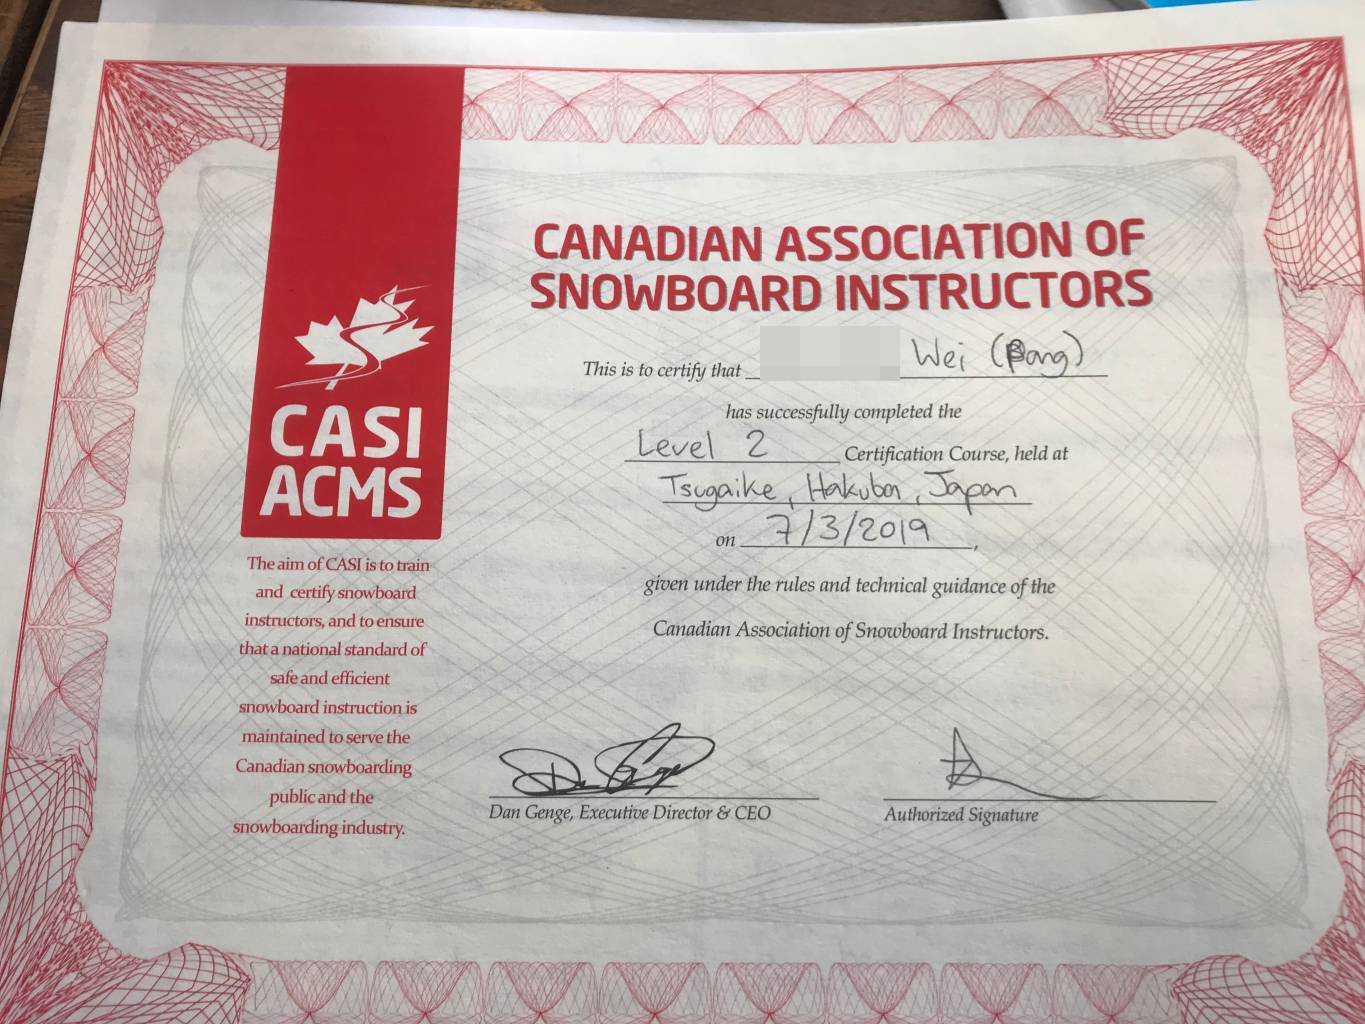 CANADIAN ASSOCIATION OF
SNOWBOARD INSTRUCTORS
This is to certify that Wei (Pang)
has successfully completed the
Level 2 Certification Course, held at
Tsugaike, Hakuba, Japan
on 7/3/2019,
given under the rules and technical guidance of the
Canadian Association of Snowboard Instructors.
CASI
ACMS
The aim of CASI is to train
and certify snowboard
instructors, and to ensure
that a national standard of
safe and efficient
snowboard instruction is
maintained to serve the
Canadian snowboarding
public and the
snowboarding industry.
Dan Genge, Executive Director & CEO
Authorized Signature